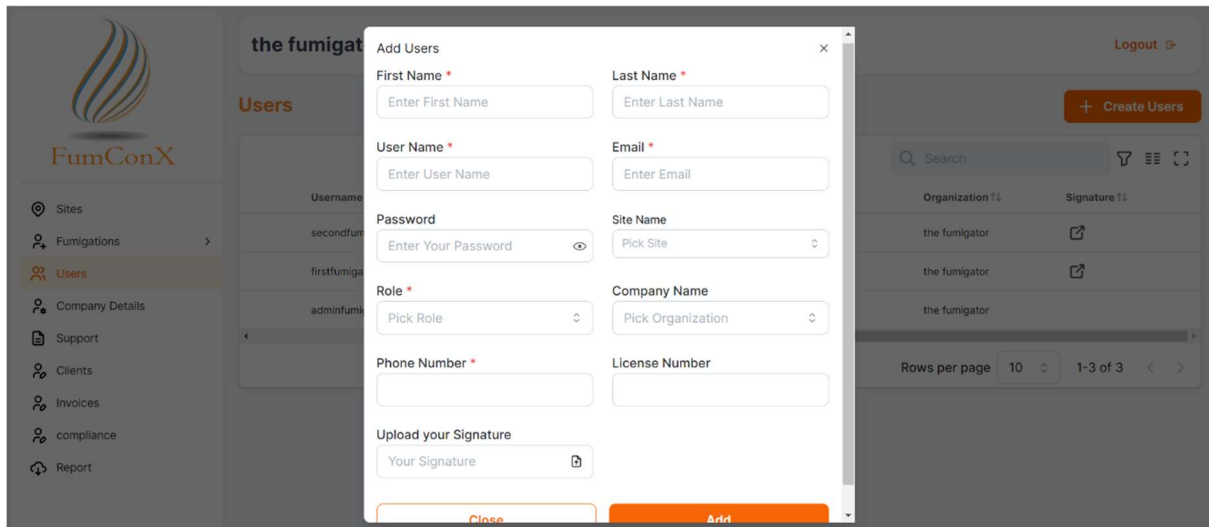 the fumigat
Logout
FumConX
Sites
Fumigations
Users
Company Details
Support
Clients
Invoices
compliance
Report
Users
+ Create Users
Search
Username
Organization
Signature
secondfum
the fumigator
firstfumiga
the fumigator
adminfumi
the fumigator
Rows per page 10 1-3 of 3
Add Users
First Name * Last Name *
Enter First Name Enter Last Name
User Name * Email *
Enter User Name Enter Email
Password Site Name
Enter Your Password Pick Site
Role * Company Name
Pick Role Pick Organization
Phone Number * License Number
Upload your Signature
Your Signature
Close Add